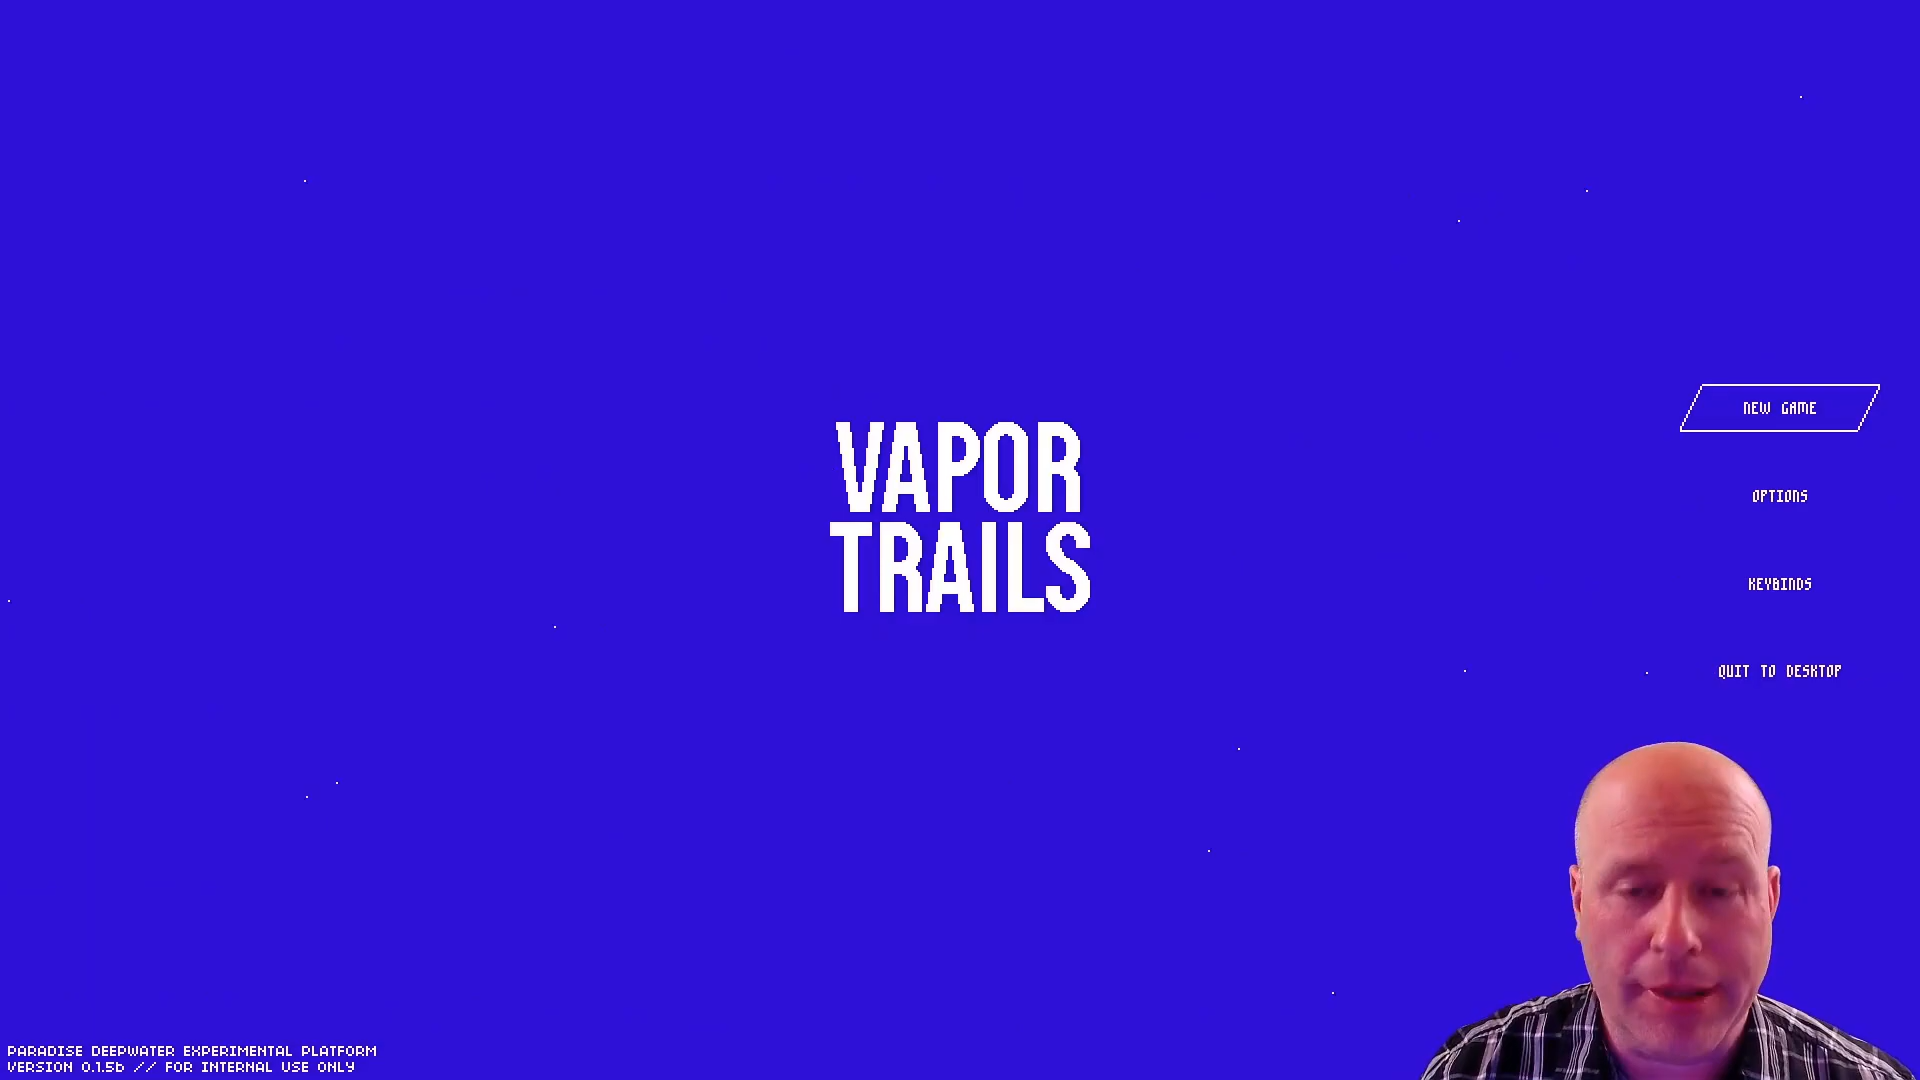 VAPOR
TRAILS
NEW GAME
OPTIONS
KEYBINDS
QUIT TO DESKTOP
PARADISE DEEPWATER EXPERIMENTAL PLATFORM
VERSION 0.1.5b // FOR INTERNAL USE ONLY